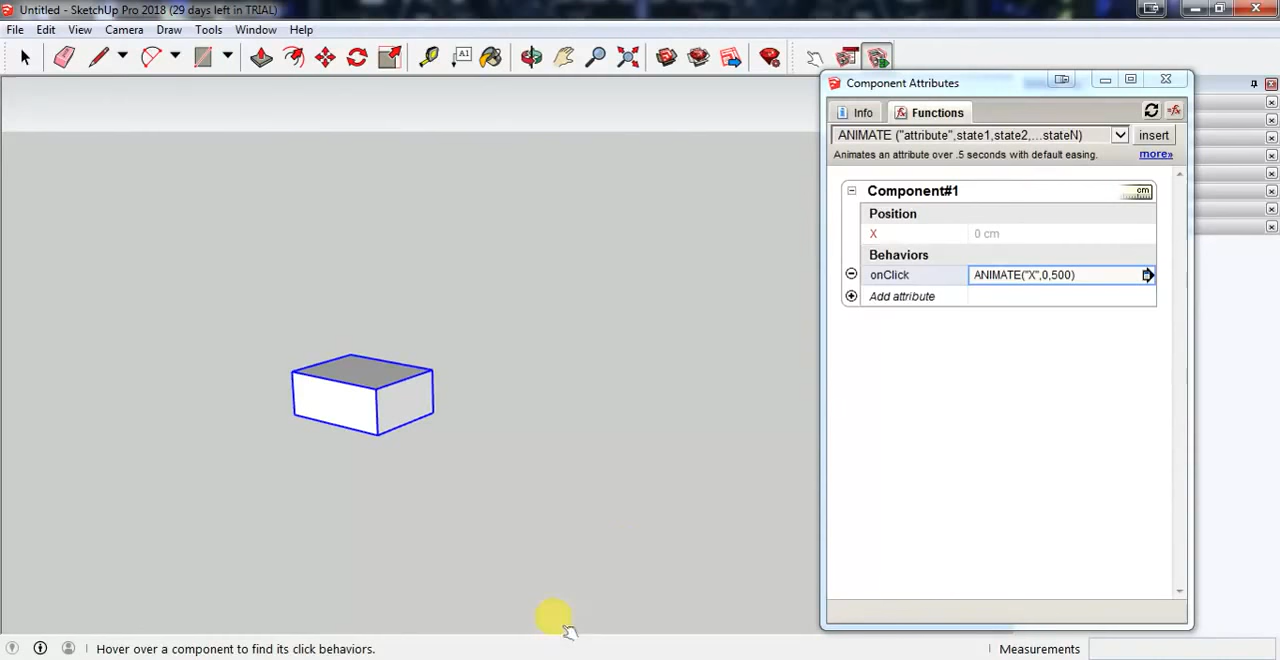 Untitled - SketchUp Pro 2018 (29 days left in TRIAL)
File Edit View Camera Draw Tools Window Help
A1
Component Attributes
Info Functions
ANIMATE ("attribute",state1,state2,...stateN) insert
Animates an attribute over .5 seconds with default easing. more»
Component#1 cm
Position
X 0 cm
Behaviors
onClick ANIMATE("X",0,500)
Add attribute
Hover over a component to find its click behaviors. Measurements